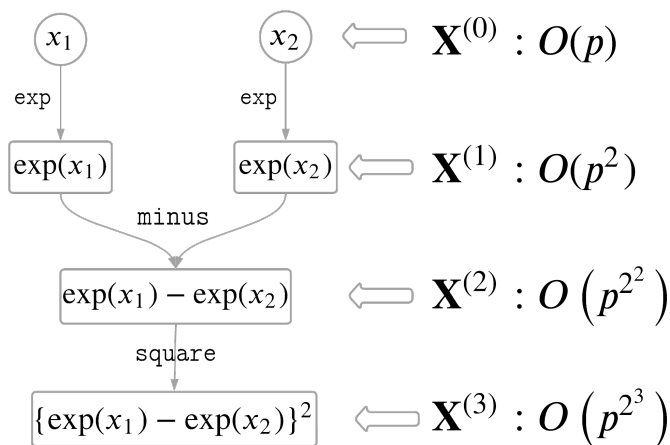 x₁ x₂ X⁽⁰⁾ : O(p)
exp exp
exp(x₁) exp(x₂) X⁽¹⁾ : O(p²)
minus
exp(x₁) − exp(x₂) X⁽²⁾ : O(p^{2^2})
square
{exp(x₁) − exp(x₂)}² X⁽³⁾ : O(p^{2^3})